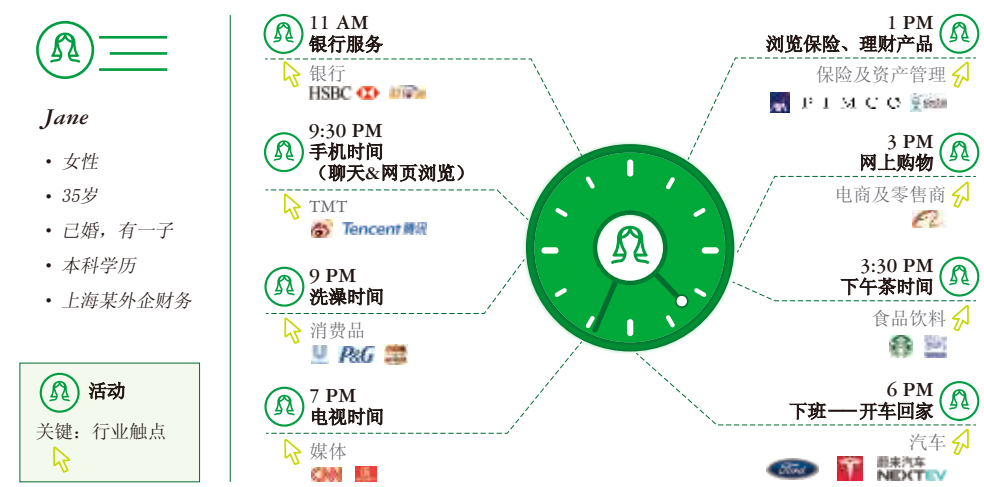 Jane
• 女性
• 35岁
• 已婚，有一子
• 本科学历
• 上海某外企财务
活动
关键：行业触点
11 AM
银行服务
银行
HSBC
9:30 PM
手机时间
（聊天&网页浏览）
TMT
Tencent 腾讯
9 PM
洗澡时间
消费品
P&G
7 PM
电视时间
媒体
CNN
1 PM
浏览保险、理财产品
保险及资产管理
PIMCO
3 PM
网上购物
电商及零售商
3:30 PM
下午茶时间
食品饮料
6 PM
下班——开车回家
汽车
Ford
蔚来汽车
NEXTEV